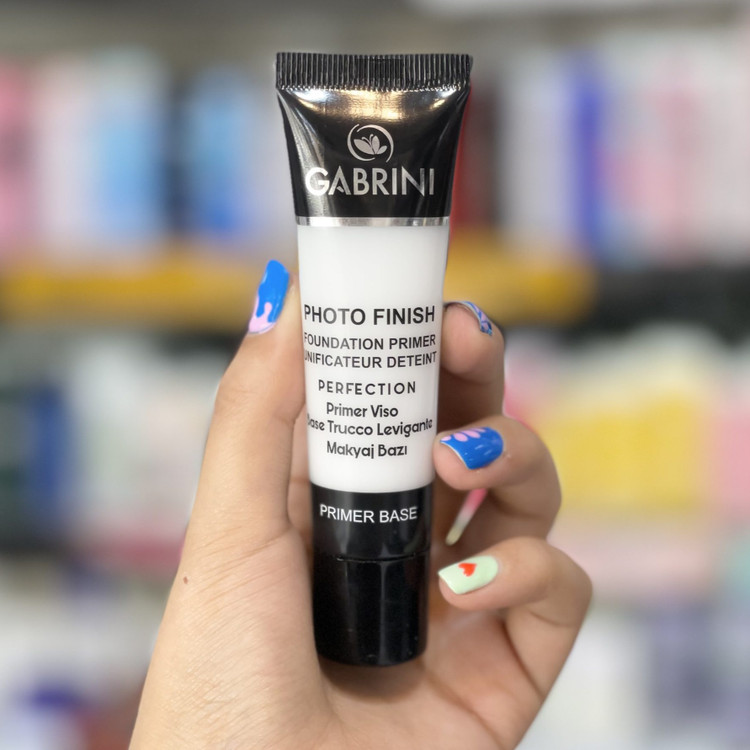 GABRINI
PHOTO FINISH
FOUNDATION PRIMER
UNIFICATEUR DETEINT
PERFECTION
Primer Viso
Base Trucco Levigante
Makyaj Bazı
PRIMER BASE